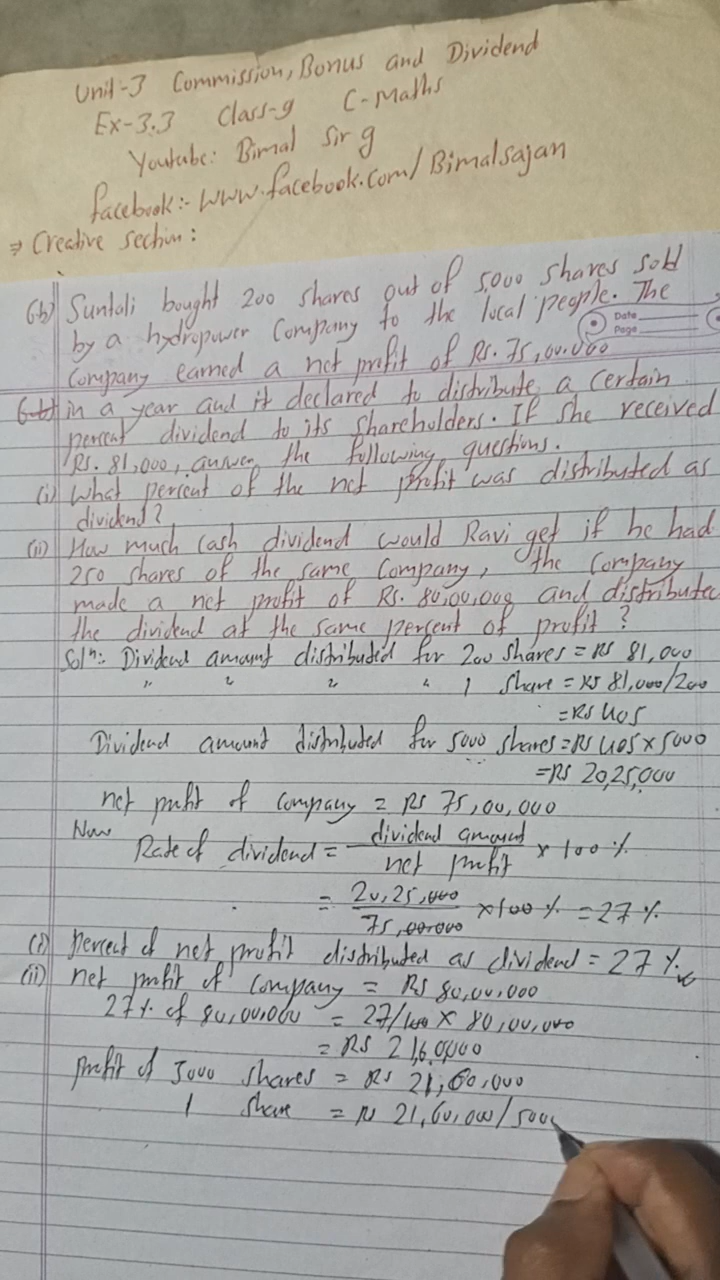 Unit-3 Commission, Bonus and Dividend
Ex-3.3 Class-9 C-Maths
Youtube: Bimal Sir g
facebook:- www.facebook.com/Bimalsajan
⇒ Creative section:
6b) Suntali bought 200 shares out of 5,000 shares sold
by a hydropower Company to the local people. The
Date
Page
Company earned a net profit of Rs. 75,00,000
in a year and it declared to distribute a certain
percent dividend to its shareholders. If she received
Rs. 81,000, answer the following questions.
(i) What percent of the net profit was distributed as
dividend?
(ii) How much cash dividend would Ravi get if he had
250 shares of the same Company, the Company
made a net profit of Rs. 80,00,000 and distributed
the dividend at the same percent of profit?
Solⁿ: Dividend amount distributed for 200 shares = RS 81,000
" " " " 1 share = RS 81,000/200
= RS 405
Dividend amount distributed for 5000 shares = RS 405 × 5000
= RS 20,25,000
net profit of Company = RS 75,00,000
Now
Rate of dividend = dividend amount / net profit × 100 %
= 20,25,000 / 75,00,000 × 100 % = 27 %
(i) Percent of net profit distributed as dividend = 27 %
(ii) net profit of Company = RS 80,00,000
27% of 80,00,000 = 27/100 × 80,00,000
= RS 2160000
Profit of 5000 shares = RS 21,60,000
1 share = RS 21,60,000/5000